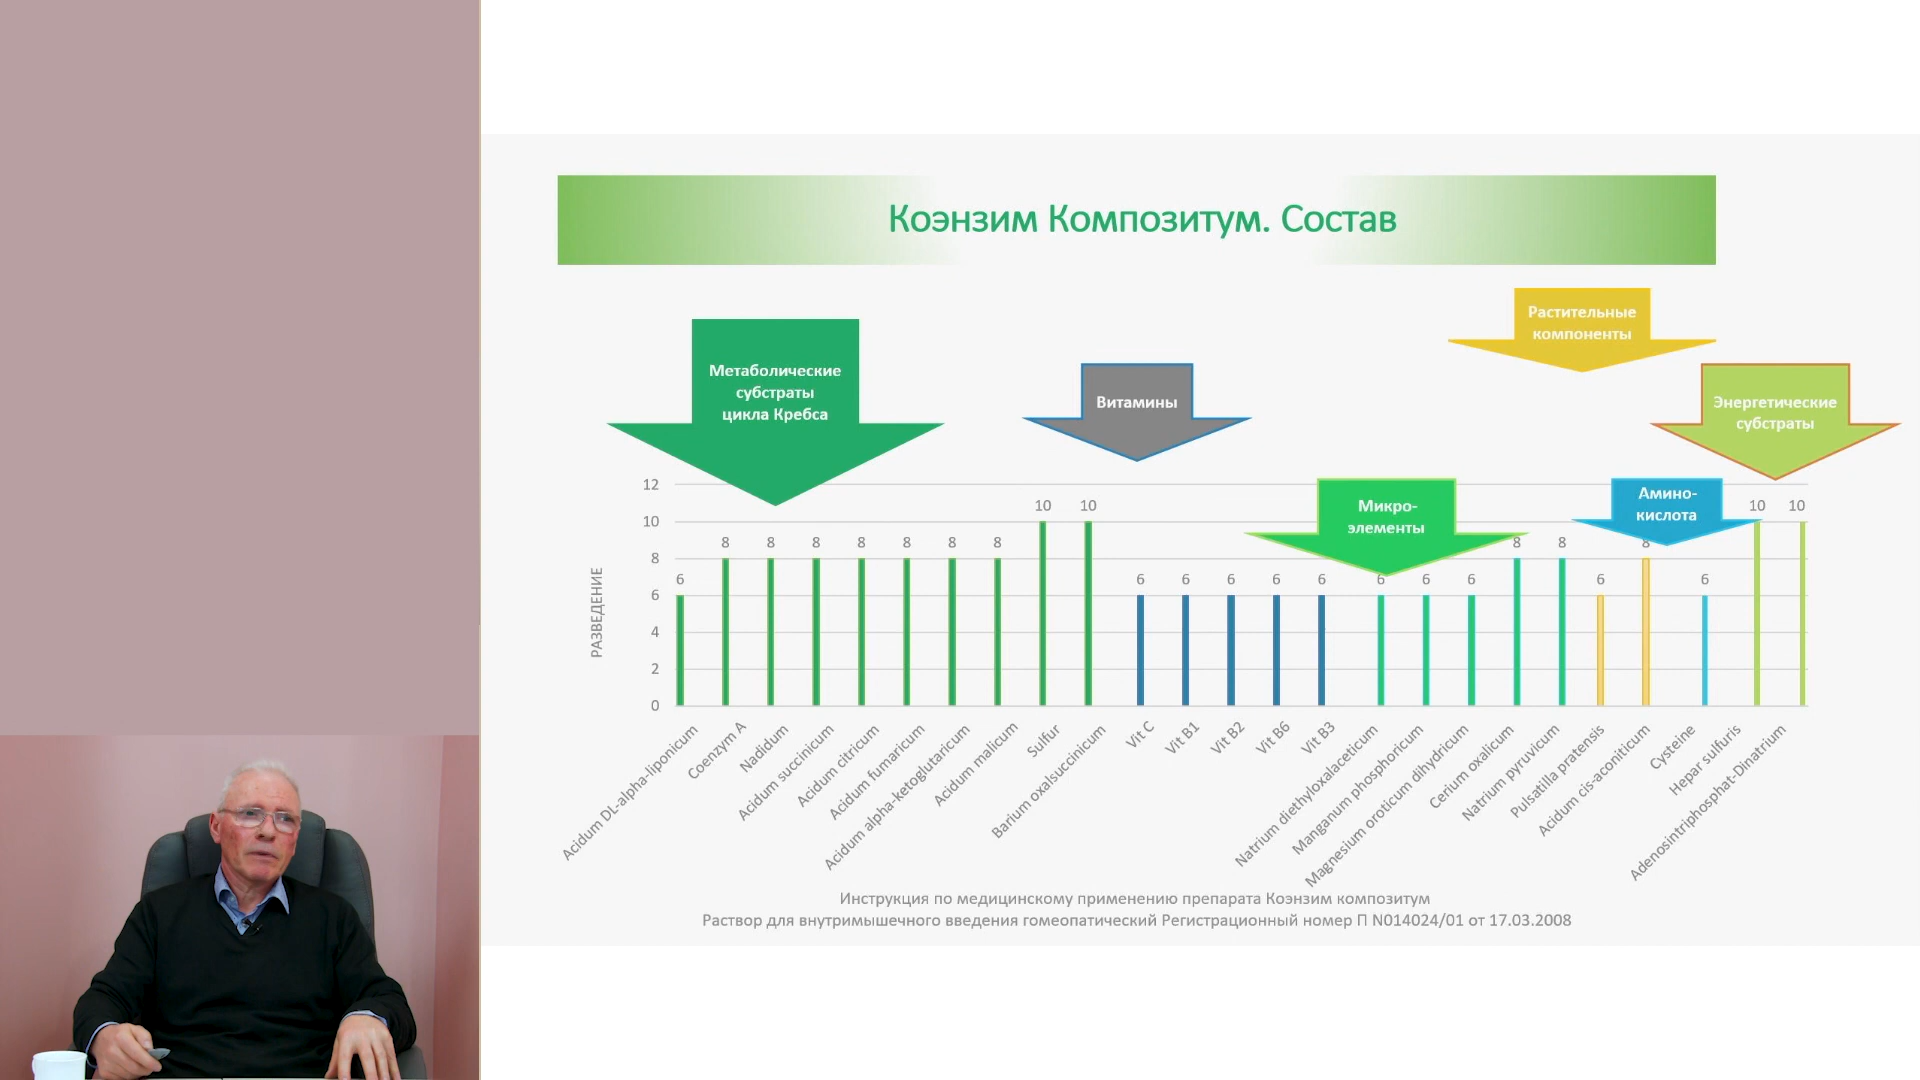 Коэнзим Композитум. Состав
Растительные
компоненты
Метаболические
субстраты
цикла Кребса
Витамины
Энергетические
субстраты
Микро-
элементы
Амино-
кислота
РАЗВЕДЕНИЕ
12
10
8
6
4
2
0
6
8
8
8
8
8
8
8
10
10
6
6
6
6
6
6
6
6
8
8
6
8
6
10
10
Acidum DL-alpha-liponicum
Coenzym A
Nadidum
Acidum succinicum
Acidum citricum
Acidum fumaricum
Acidum alpha-ketoglutaricum
Acidum malicum
Sulfur
Barium oxalsuccinicum
Vit C
Vit B1
Vit B2
Vit B6
Vit B3
Natrium diethyloxalaceticum
Manganum phosphoricum
Magnesium oroticum dihydricum
Cerium oxalicum
Natrium pyruvicum
Pulsatilla pratensis
Acidum cis-aconiticum
Cysteine
Hepar sulfuris
Adenosintriphosphat-Dinatrium
Инструкция по медицинскому применению препарата Коэнзим композитум
Раствор для внутримышечного введения гомеопатический Регистрационный номер П N014024/01 от 17.03.2008